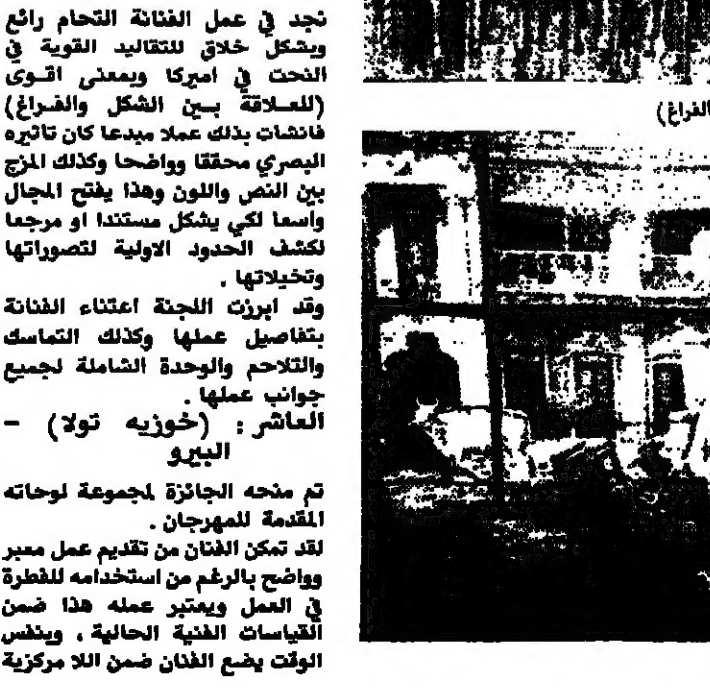 نجد في عمل الفنانة التحام رائع
ويشكل خلاق للتقاليد القوية في
النحت في اميركا وبمعنى اقوى
(للعلاقة بين الشكل والفراغ)
فانشات بذلك عملا مبدعا كان تاثيره
البصري محققا وواضحا وكذلك المزج
بين النص واللون وهذا يفتح المجال
واسعا لكي يشكل مستندا او مرجعا
لكشف الحدود الاولية لتصوراتها
وتخيلاتها .
وقد ابرزت اللجنة اعتناء الفنانة
بتفاصيل عملها وكذلك التماسك
والتلاحم والوحدة الشاملة لجميع
جوانب عملها .
العاشر : (خوزيه تولا) –
البيرو
تم منحه الجائزة لمجموعة لوحاته
المقدمة للمهرجان .
لقد تمكن الفنان من تقديم عمل معبر
وواضح بالرغم من استخدامه للفطرة
في العمل ويعتبر عمله هذا ضمن
القياسات الفنية الحالية ، وبنفس
الوقت يضع الفنان ضمن اللا مركزية
الفراغ)